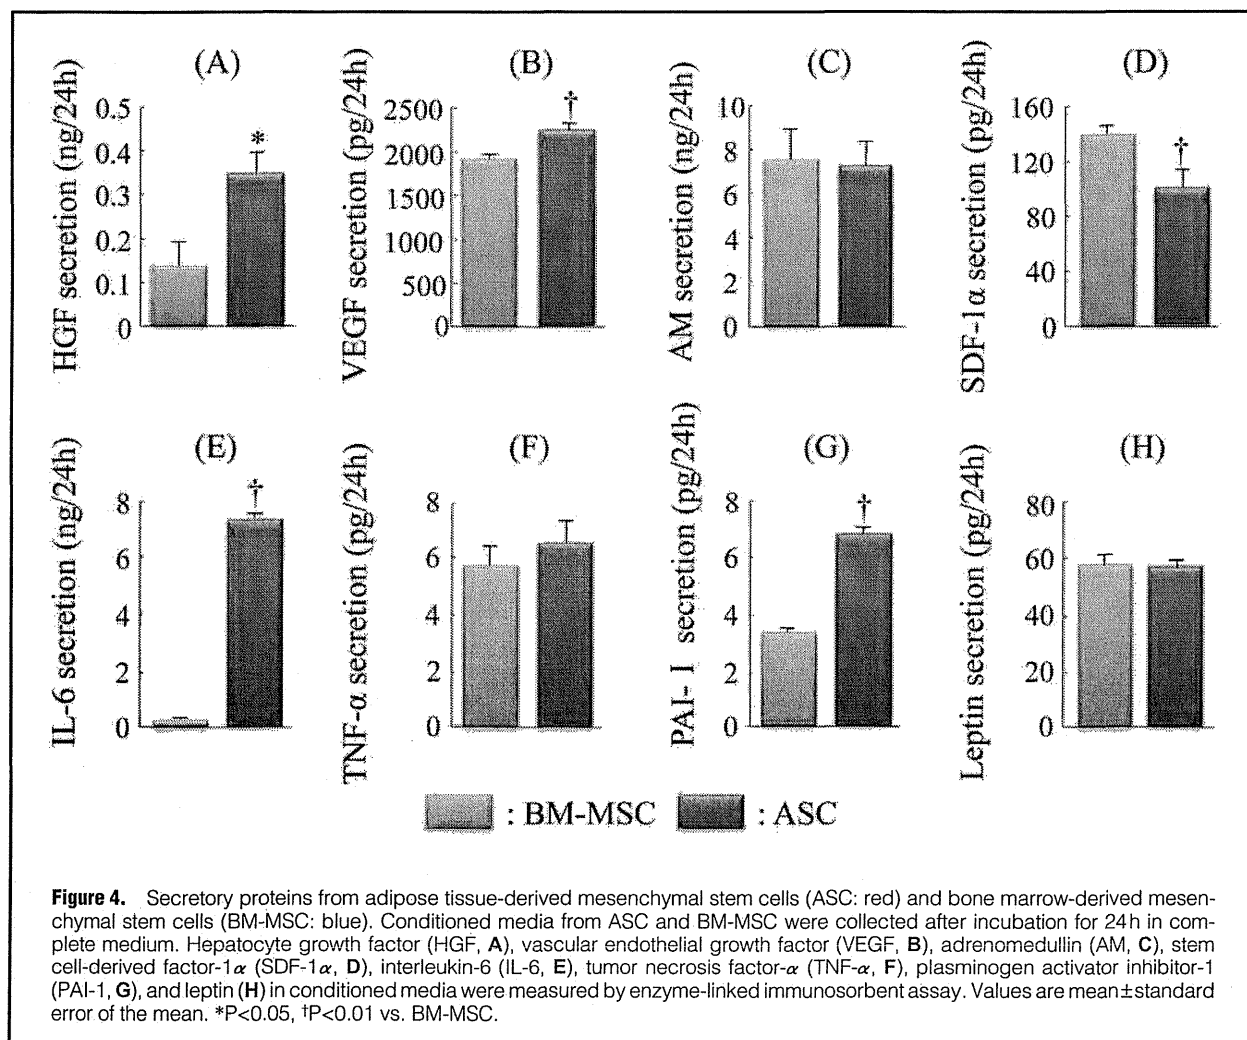 (A) (B) (C) (D)
HGF secretion (ng/24h)
0.5
0.4
0.3
0.2
0.1
0
*
VEGF secretion (pg/24h)
2500
2000
1500
1000
500
0
†
AM secretion (ng/24h)
10
8
6
4
2
0
SDF-1α secretion (pg/24h)
160
120
80
40
0
†
(E) (F) (G) (H)
IL-6 secretion (ng/24h)
8
6
4
2
0
†
TNF-α secretion (pg/24h)
8
6
4
2
0
PAI- I secretion (pg/24h)
8
6
4
2
0
†
Leptin secretion (pg/24h)
80
60
40
20
0
: BM-MSC : ASC
Figure 4. Secretory proteins from adipose tissue-derived mesenchymal stem cells (ASC: red) and bone marrow-derived mesen-
chymal stem cells (BM-MSC: blue). Conditioned media from ASC and BM-MSC were collected after incubation for 24h in com-
plete medium. Hepatocyte growth factor (HGF, A), vascular endothelial growth factor (VEGF, B), adrenomedullin (AM, C), stem
cell-derived factor-1α (SDF-1α, D), interleukin-6 (IL-6, E), tumor necrosis factor-α (TNF-α, F), plasminogen activator inhibitor-1
(PAI-1, G), and leptin (H) in conditioned media were measured by enzyme-linked immunosorbent assay. Values are mean±standard
error of the mean. *P<0.05, †P<0.01 vs. BM-MSC.